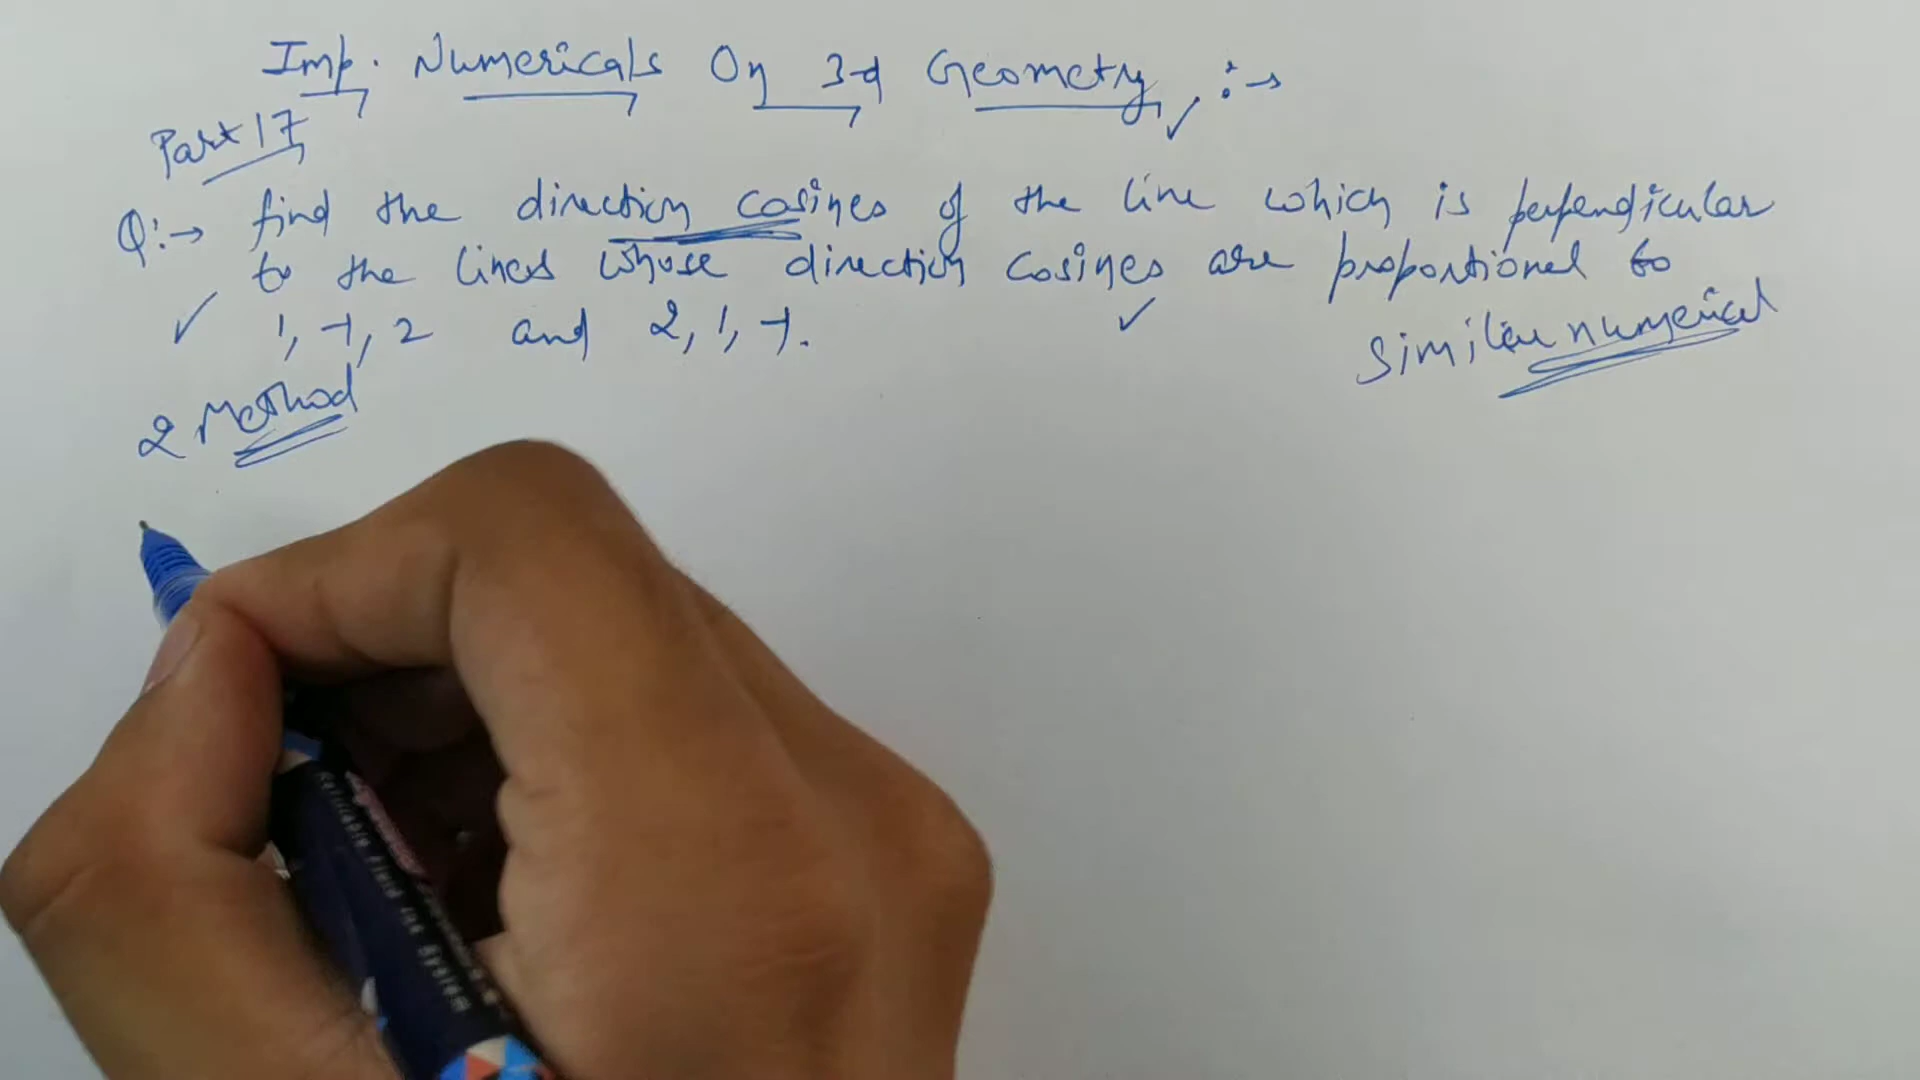 Imp. Numericals On 3-d Geometry :→
Part 17
Q:→ find the direction cosines of the line which is perpendicular
to the lines whose direction cosines are proportional to
1, -1, 2 and 2, 1, -1.
Similar numerical
2 Method